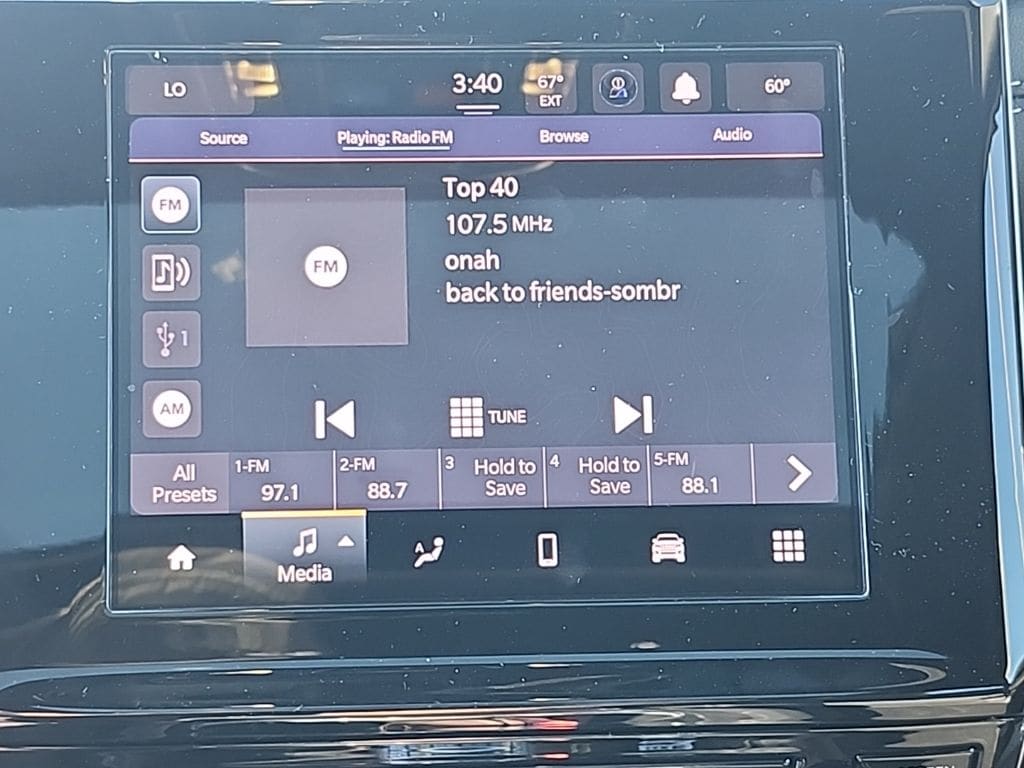 LO
3:40
67°
EXT
60°
Source
Playing: Radio FM
Browse
Audio
FM
FM
Top 40
107.5 MHz
onah
back to friends-sombr
1
AM
TUNE
All
Presets
1-FM
97.1
2-FM
88.7
3
Hold to
Save
4
Hold to
Save
5-FM
88.1
A
Media